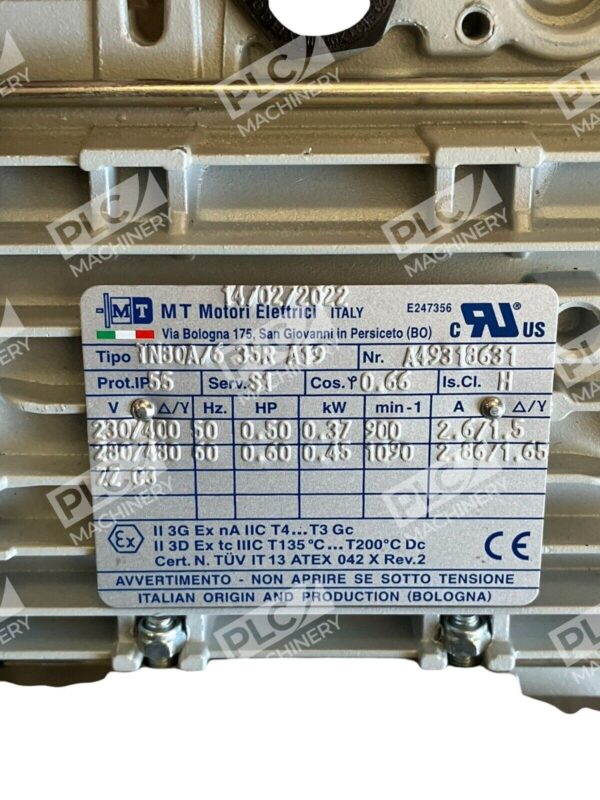 14/02/2022
MT MT Motori Elettrici ITALY E247356
Via Bologna 175, San Giovanni in Persiceto (BO) C RU US
Tipo TN80A/6 35R A19 Nr. A49318631
Prot.IP55 Serv.S1 Cos.φ0.66 Is.Cl. H
V △/Y Hz. HP kW min-1 A △/Y
230/400 50 0.50 0.37 900 2.6/1.5
280/480 60 0.60 0.45 1090 2.86/1.65
ZZ C3
Ex II 3G Ex nA IIC T4...T3 Gc
II 3D Ex tc IIIC T135°C...T200°C Dc
Cert. N. TÜV IT 13 ATEX 042 X Rev.2 CE
AVVERTIMENTO - NON APRIRE SE SOTTO TENSIONE
ITALIAN ORIGIN AND PRODUCTION (BOLOGNA)
PLC MACHINERY